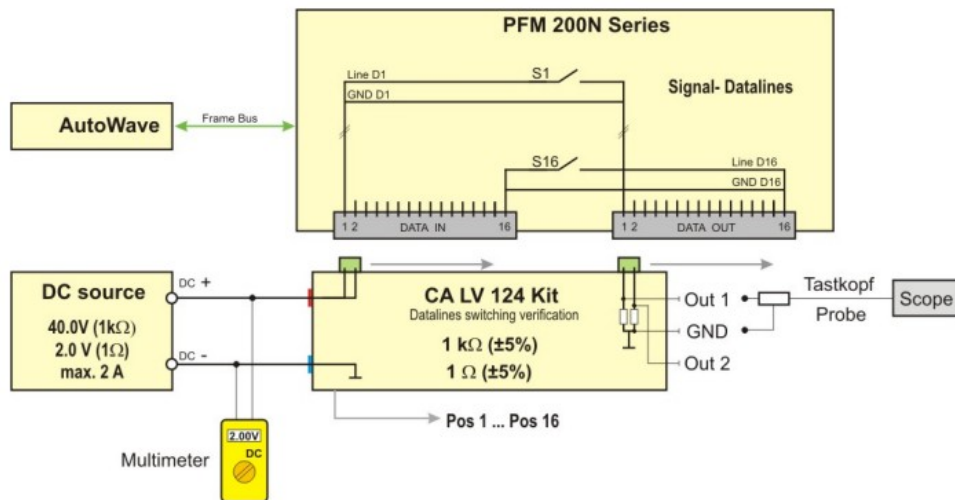 PFM 200N Series
Line D1
S1
GND D1
Signal- Datalines
AutoWave
Frame Bus
S16
Line D16
GND D16
1 2 DATA IN 16
1 2 DATA OUT 16
DC source
40.0V (1kΩ)
2.0 V (1Ω)
max. 2 A
DC +
DC -
CA LV 124 Kit
Datalines switching verification
1 kΩ (±5%)
1 Ω (±5%)
Out 1
GND
Out 2
Tastkopf
Probe
Scope
Pos 1 ... Pos 16
2.00V
DC
Multimeter